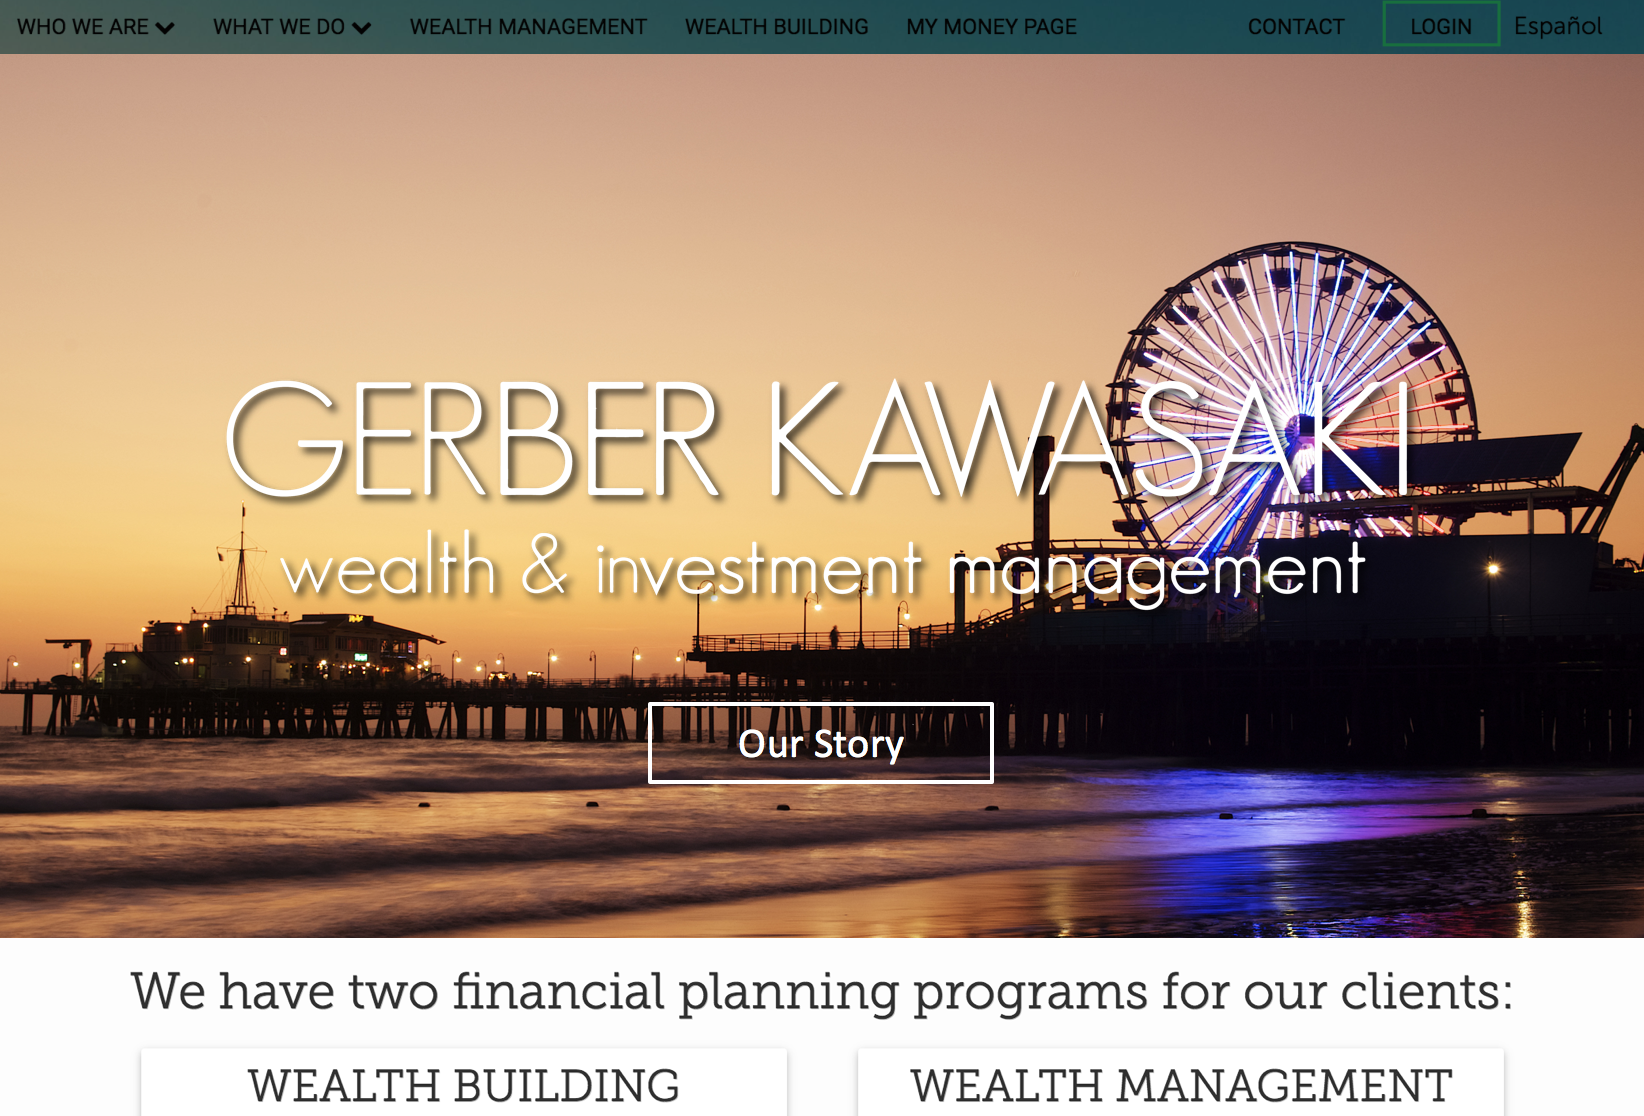 WHO WE ARE WHAT WE DO WEALTH MANAGEMENT WEALTH BUILDING MY MONEY PAGE CONTACT LOGIN Español
GERBER KAWASAKI
wealth & investment management
Our Story
We have two financial planning programs for our clients:
WEALTH BUILDING WEALTH MANAGEMENT